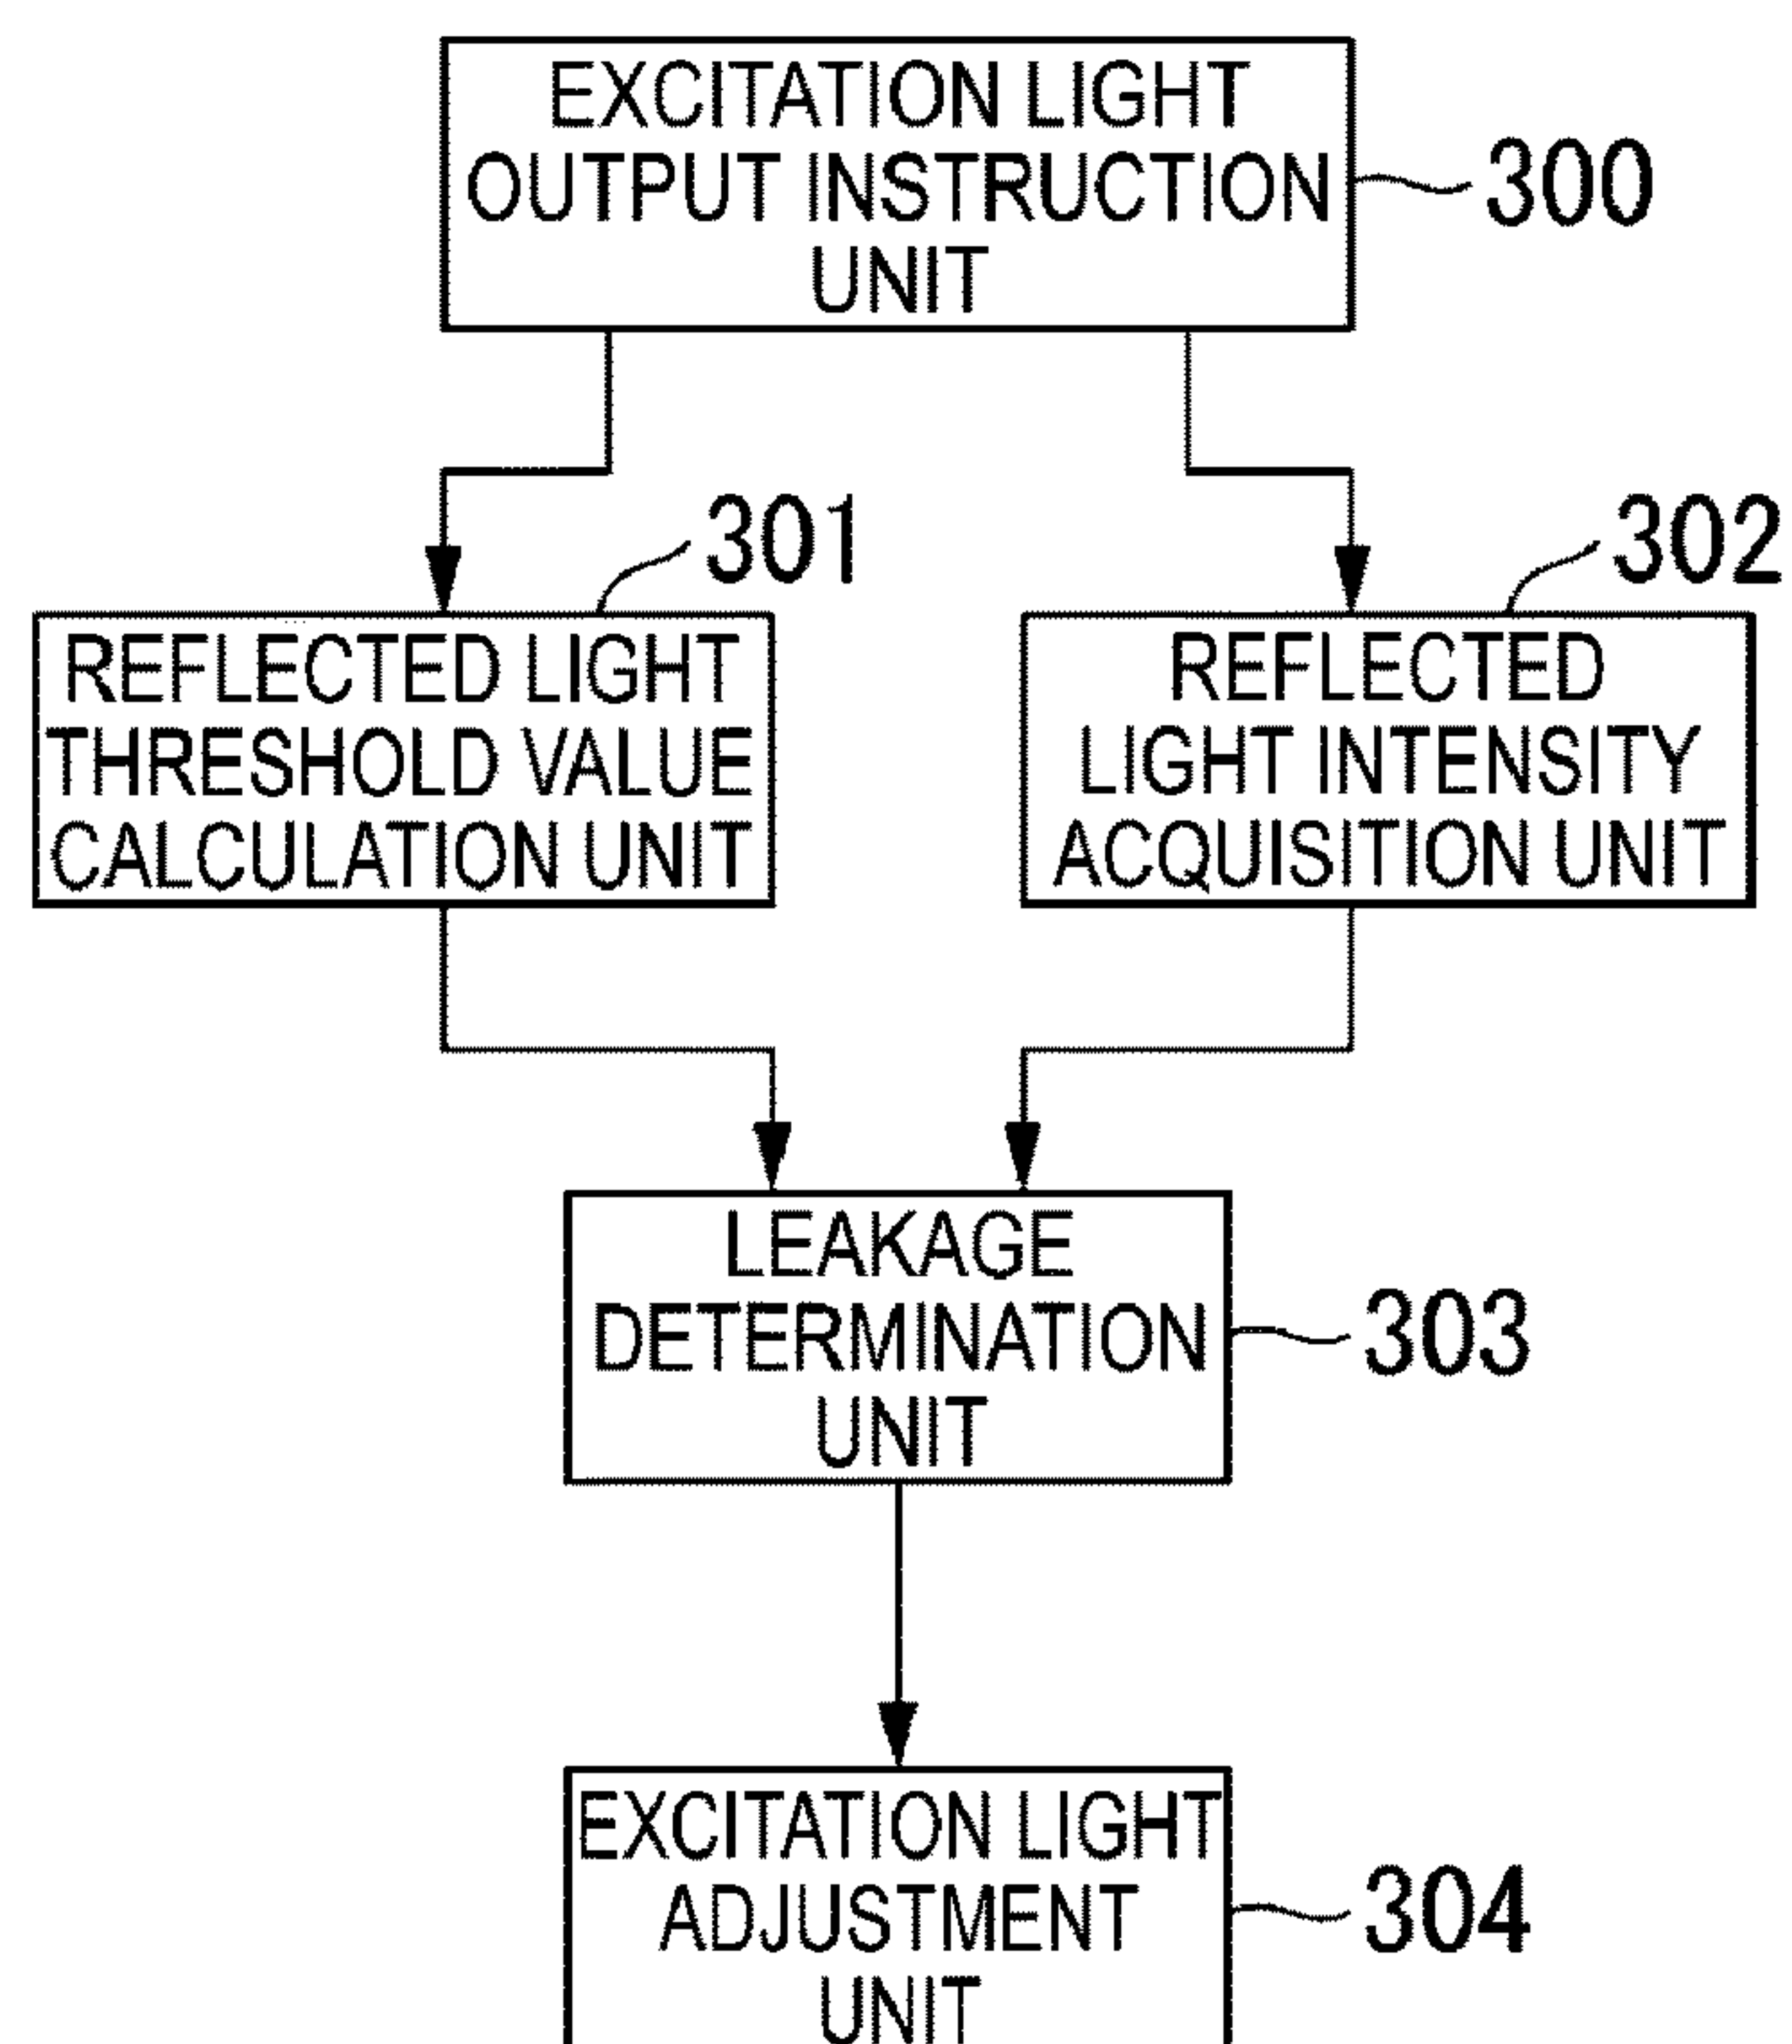 EXCITATION LIGHT
OUTPUT INSTRUCTION
UNIT
300
301
302
REFLECTED LIGHT
THRESHOLD VALUE
CALCULATION UNIT
REFLECTED
LIGHT INTENSITY
ACQUISITION UNIT
LEAKAGE
DETERMINATION
UNIT
303
EXCITATION LIGHT
ADJUSTMENT
UNIT
304